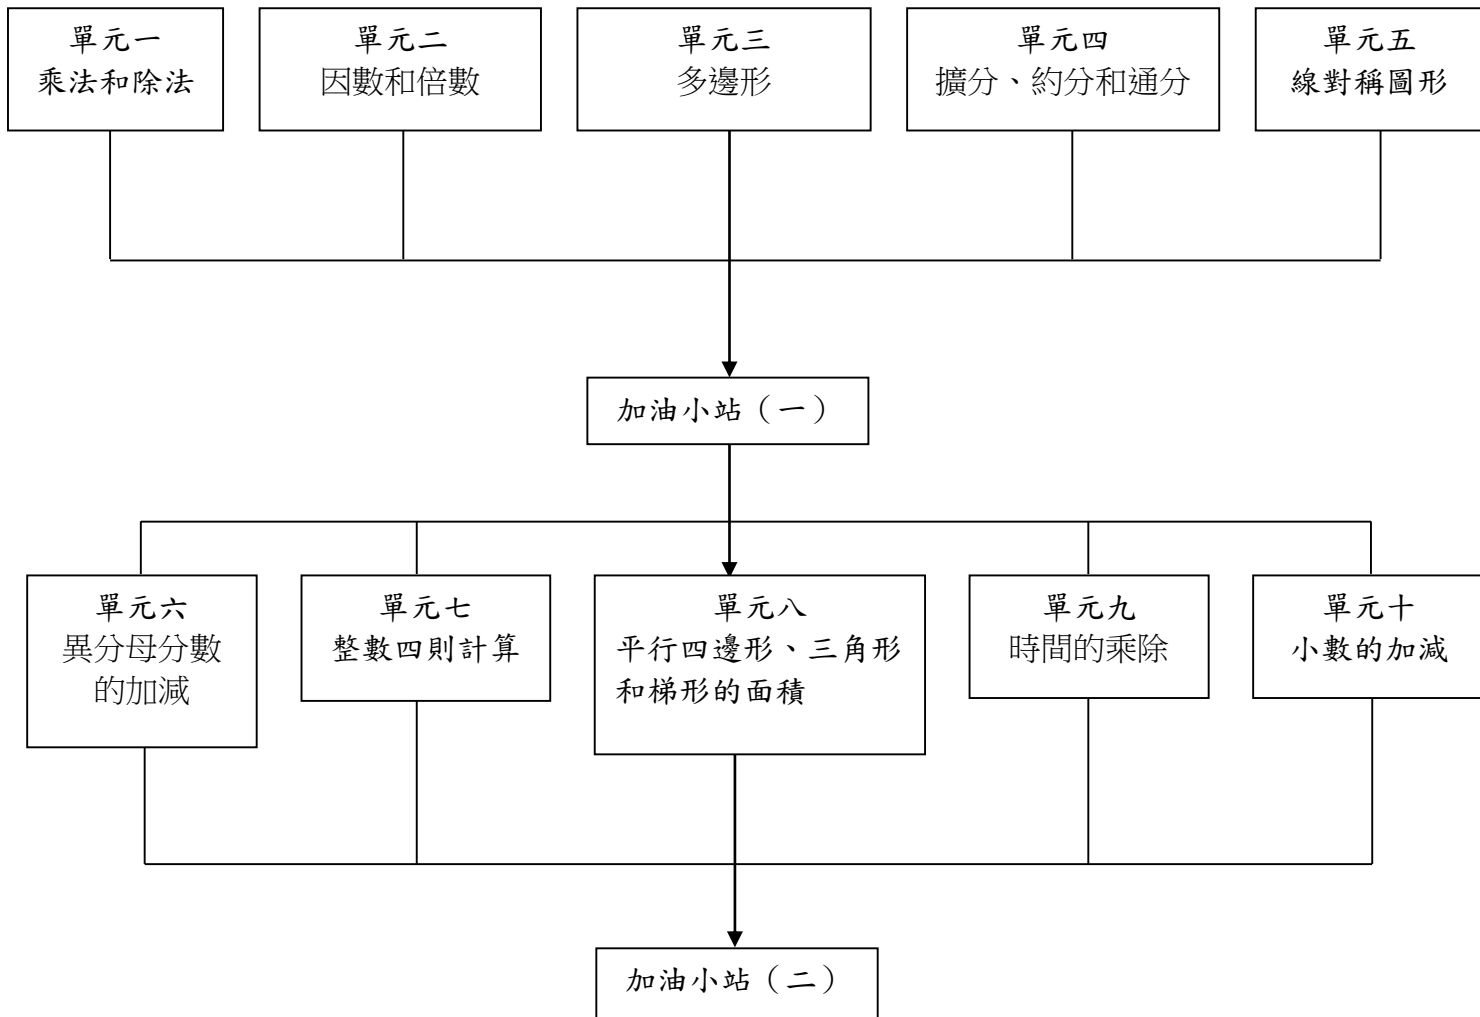 單元一
乘法和除法
單元二
因數和倍數
單元三
多邊形
單元四
擴分、約分和通分
單元五
線對稱圖形
加油小站（一）
單元六
異分母分數
的加減
單元七
整數四則計算
單元八
平行四邊形、三角形
和梯形的面積
單元九
時間的乘除
單元十
小數的加減
加油小站（二）